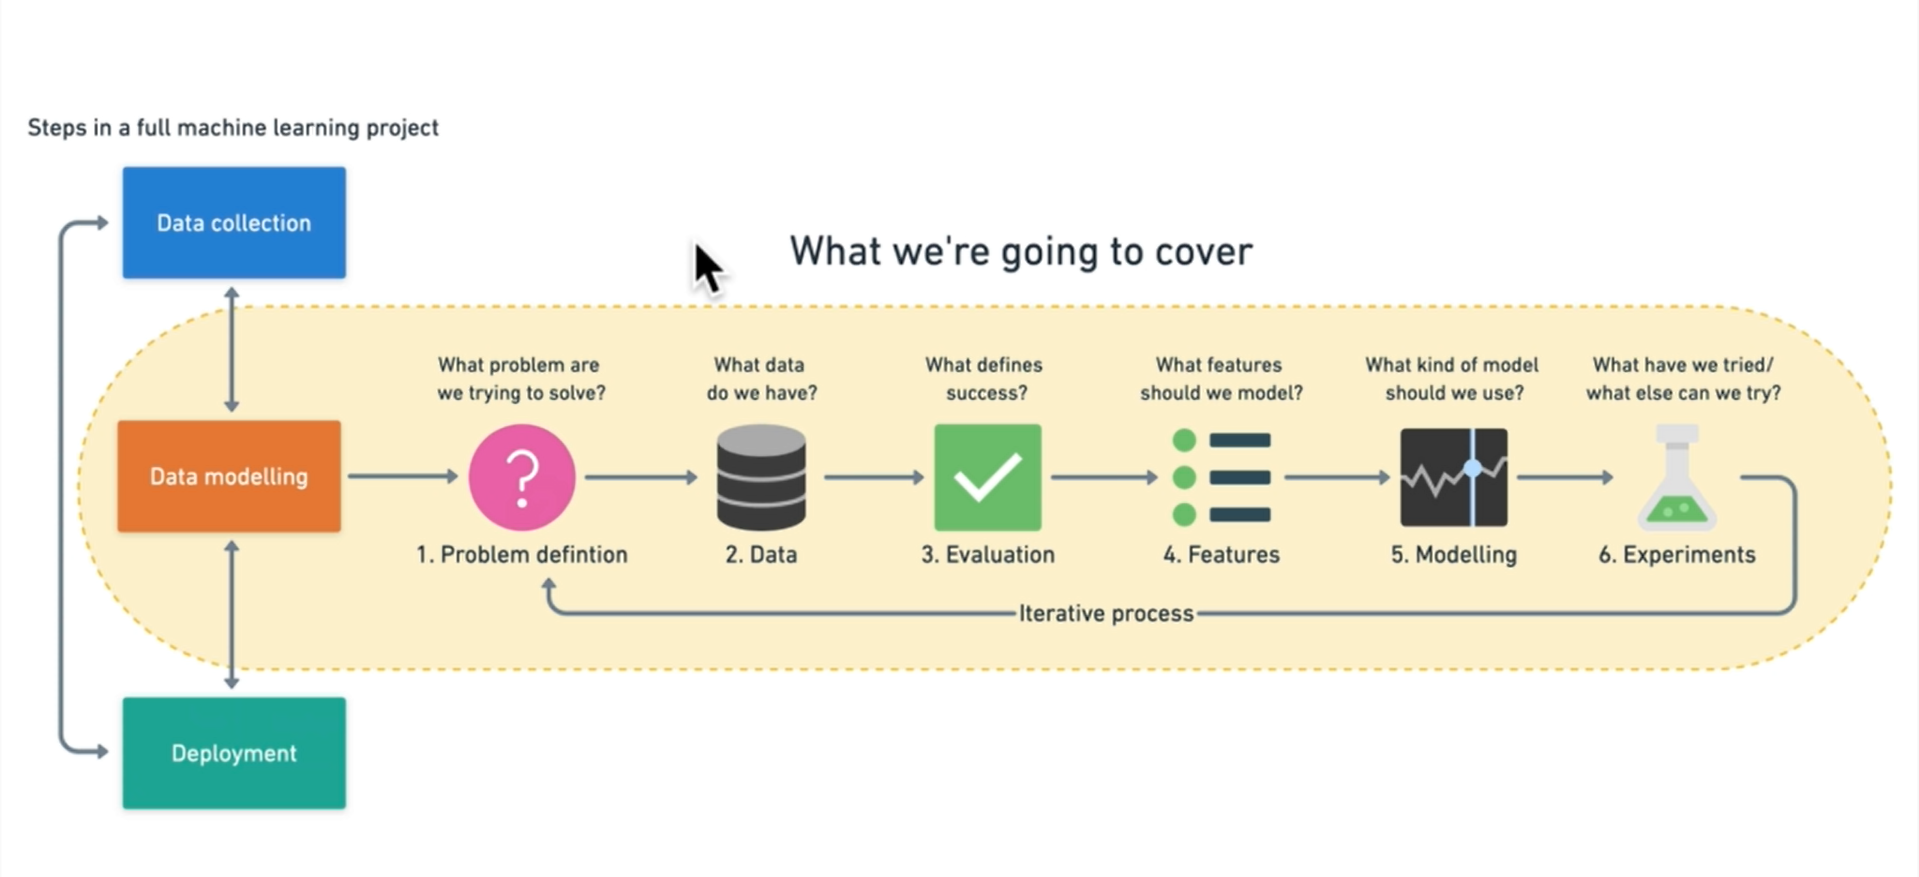 Steps in a full machine learning project
Data collection
What we're going to cover
What problem are
we trying to solve?
What data
do we have?
What defines
success?
What features
should we model?
What kind of model
should we use?
What have we tried/
what else can we try?
Data modelling
1. Problem defintion
2. Data
3. Evaluation
4. Features
5. Modelling
6. Experiments
Iterative process
Deployment